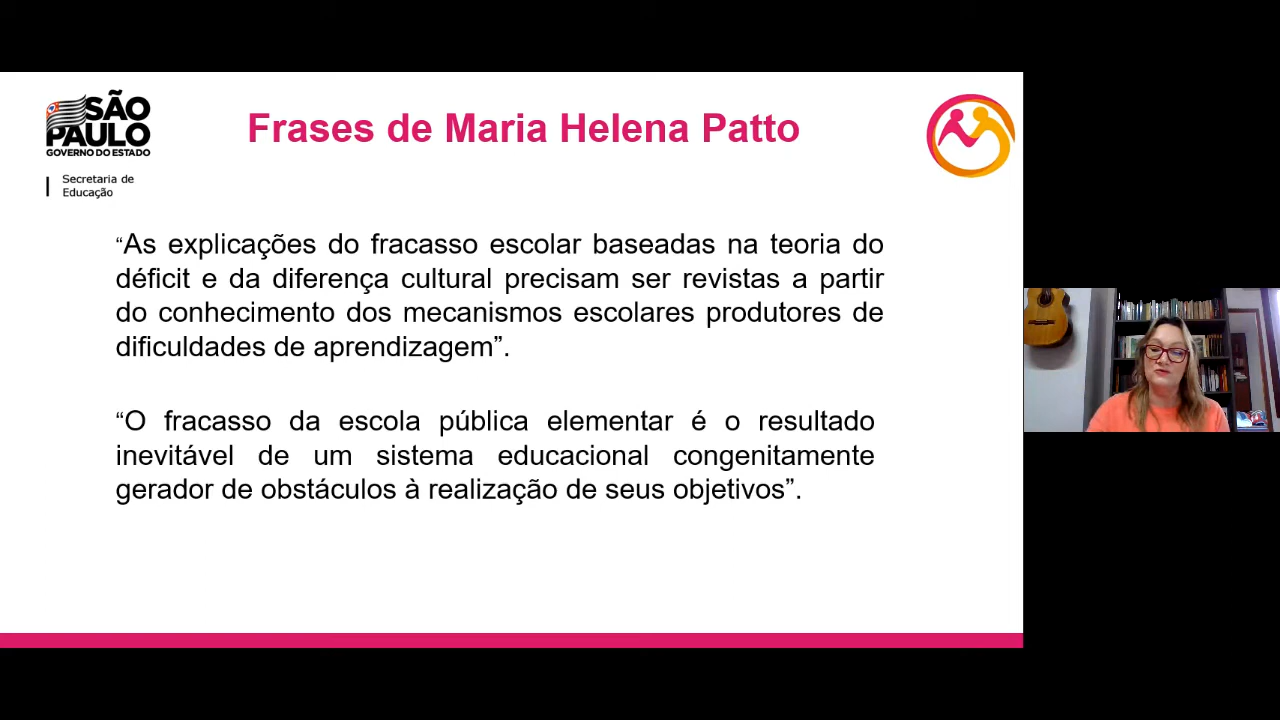 SÃO
PAULO
GOVERNO DO ESTADO
Secretaria de
Educação
Frases de Maria Helena Patto
“As explicações do fracasso escolar baseadas na teoria do
déficit e da diferença cultural precisam ser revistas a partir
do conhecimento dos mecanismos escolares produtores de
dificuldades de aprendizagem”.
“O fracasso da escola pública elementar é o resultado
inevitável de um sistema educacional congenitamente
gerador de obstáculos à realização de seus objetivos”.